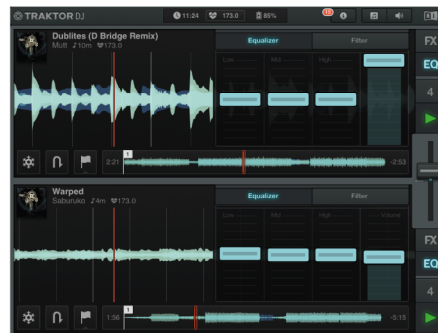 TRAKTOR DJ 11:24 173.0 85% 15
Dublites (D Bridge Remix)
Mutt ♪10m 173.0
Equalizer Filter
FX
Low Mid High
EQ
4
2:21 1 -2:53
Warped
Saburuko ♪4m 173.0
Equalizer Filter
Low Mid High Volume
FX
EQ
4
1:56 1 -5:15